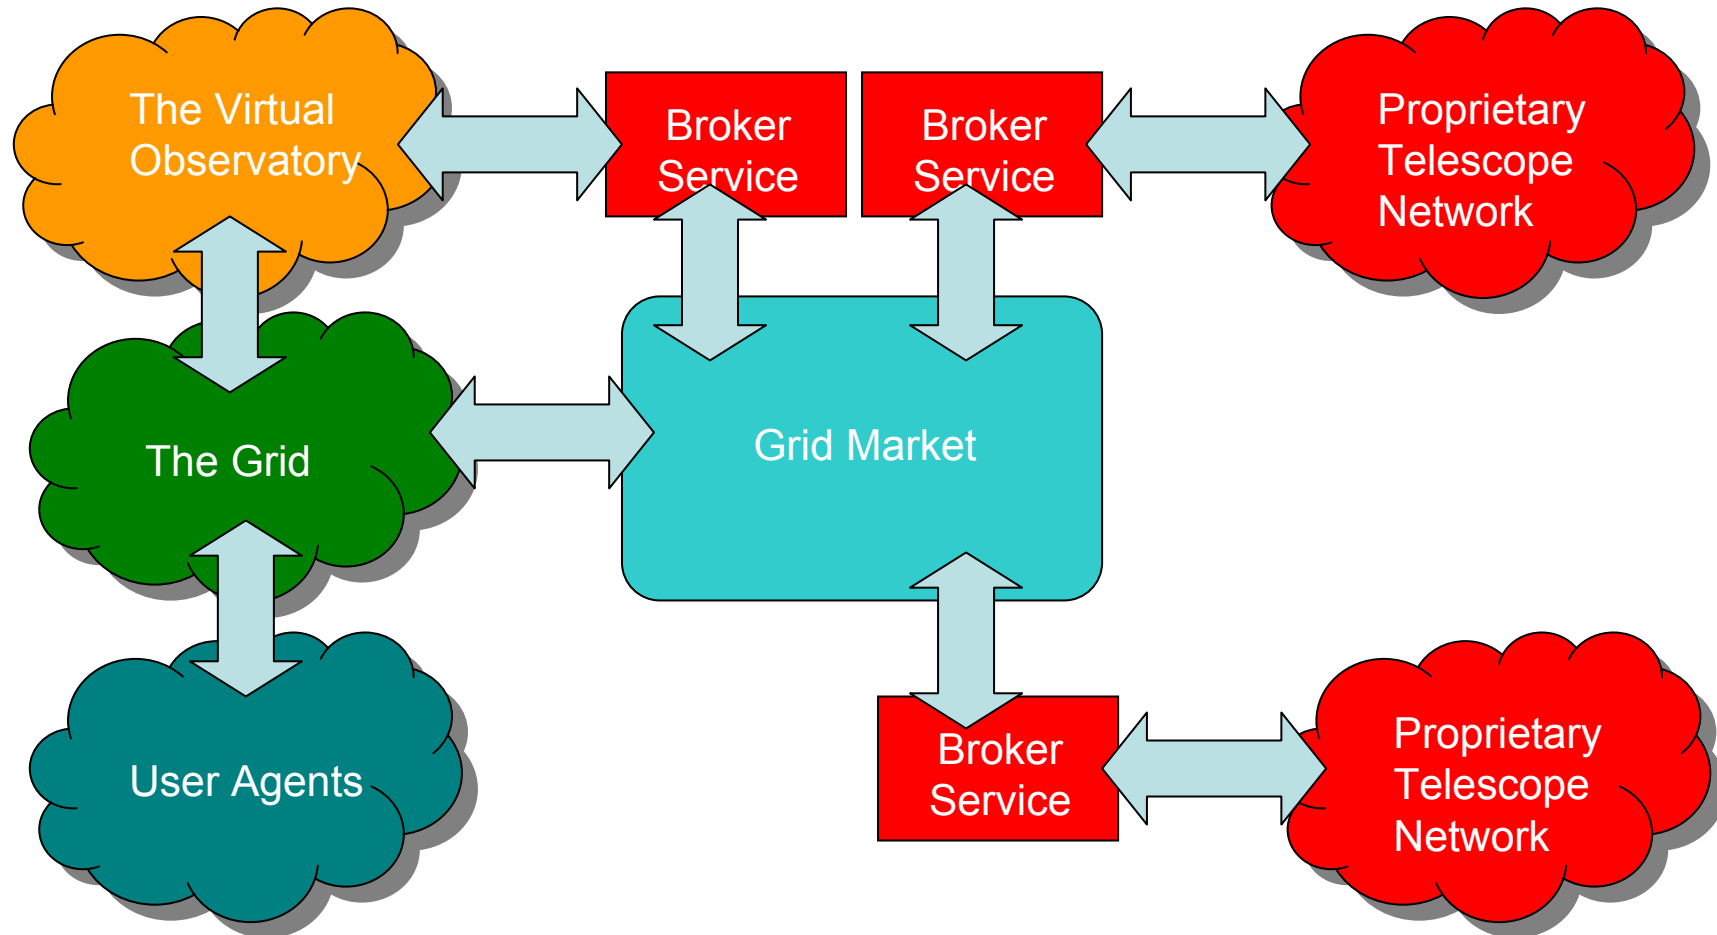 The Virtual
Observatory
Broker
Service
Broker
Service
Proprietary
Telescope
Network
The Grid
Grid Market
User Agents
Broker
Service
Proprietary
Telescope
Network